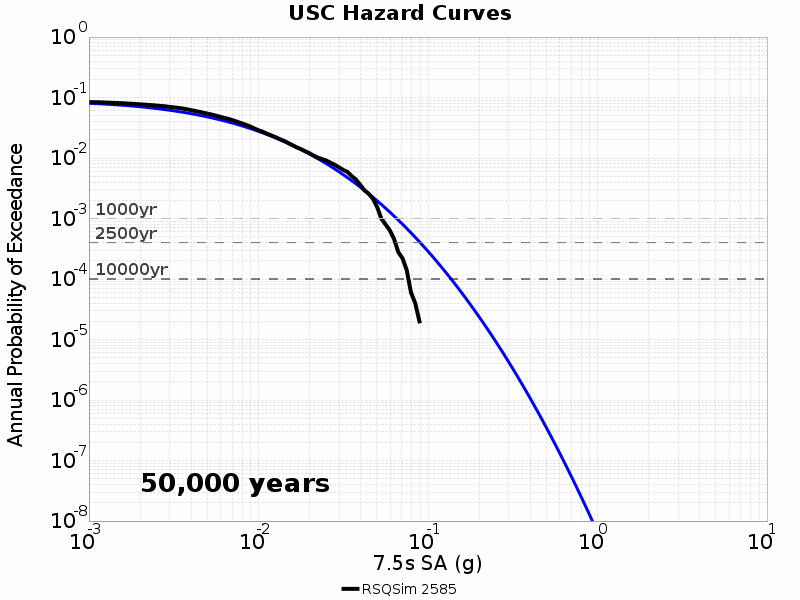 USC Hazard Curves
Annual Probability of Exceedance
10^0
10^-1
10^-2
10^-3
10^-4
10^-5
10^-6
10^-7
10^-8
1000yr
2500yr
10000yr
50,000 years
10^-3 10^-2 10^-1 10^0 10^1
7.5s SA (g)
RSQSim 2585